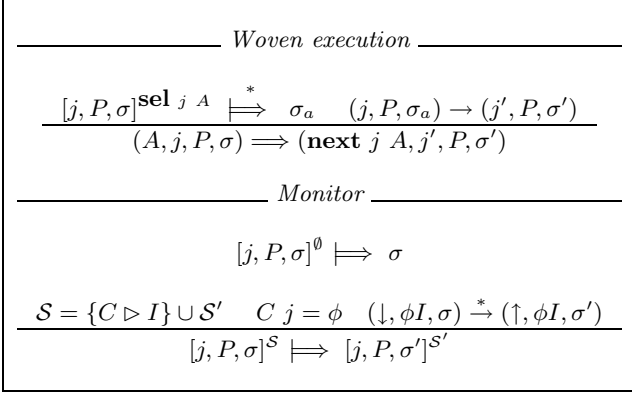 Woven execution
[j, P, σ]^{sel j A} ⊨⟹^* σ_a (j, P, σ_a) → (j′, P, σ′)
(A, j, P, σ) ⟹ (next j A, j′, P, σ′)
Monitor
[j, P, σ]^∅ ⊨⟹ σ
𝒮 = {C ▷ I} ∪ 𝒮′ C j = ϕ (↓, ϕI, σ) →^* (↑, ϕI, σ′)
[j, P, σ]^𝒮 ⊨⟹ [j, P, σ′]^{𝒮′}